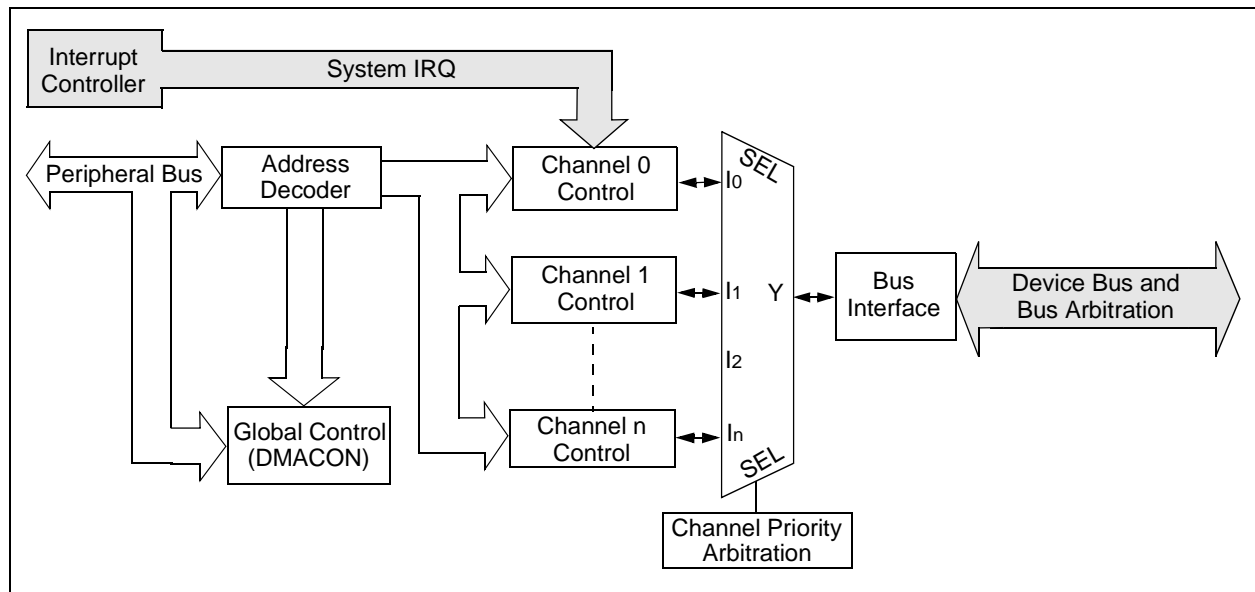 Interrupt
Controller
System IRQ
Peripheral Bus
Address
Decoder
Channel 0
Control
I0
SEL
Channel 1
Control
I1
Y
Bus
Interface
Device Bus and
Bus Arbitration
I2
Global Control
(DMACON)
Channel n
Control
In
SEL
Channel Priority
Arbitration